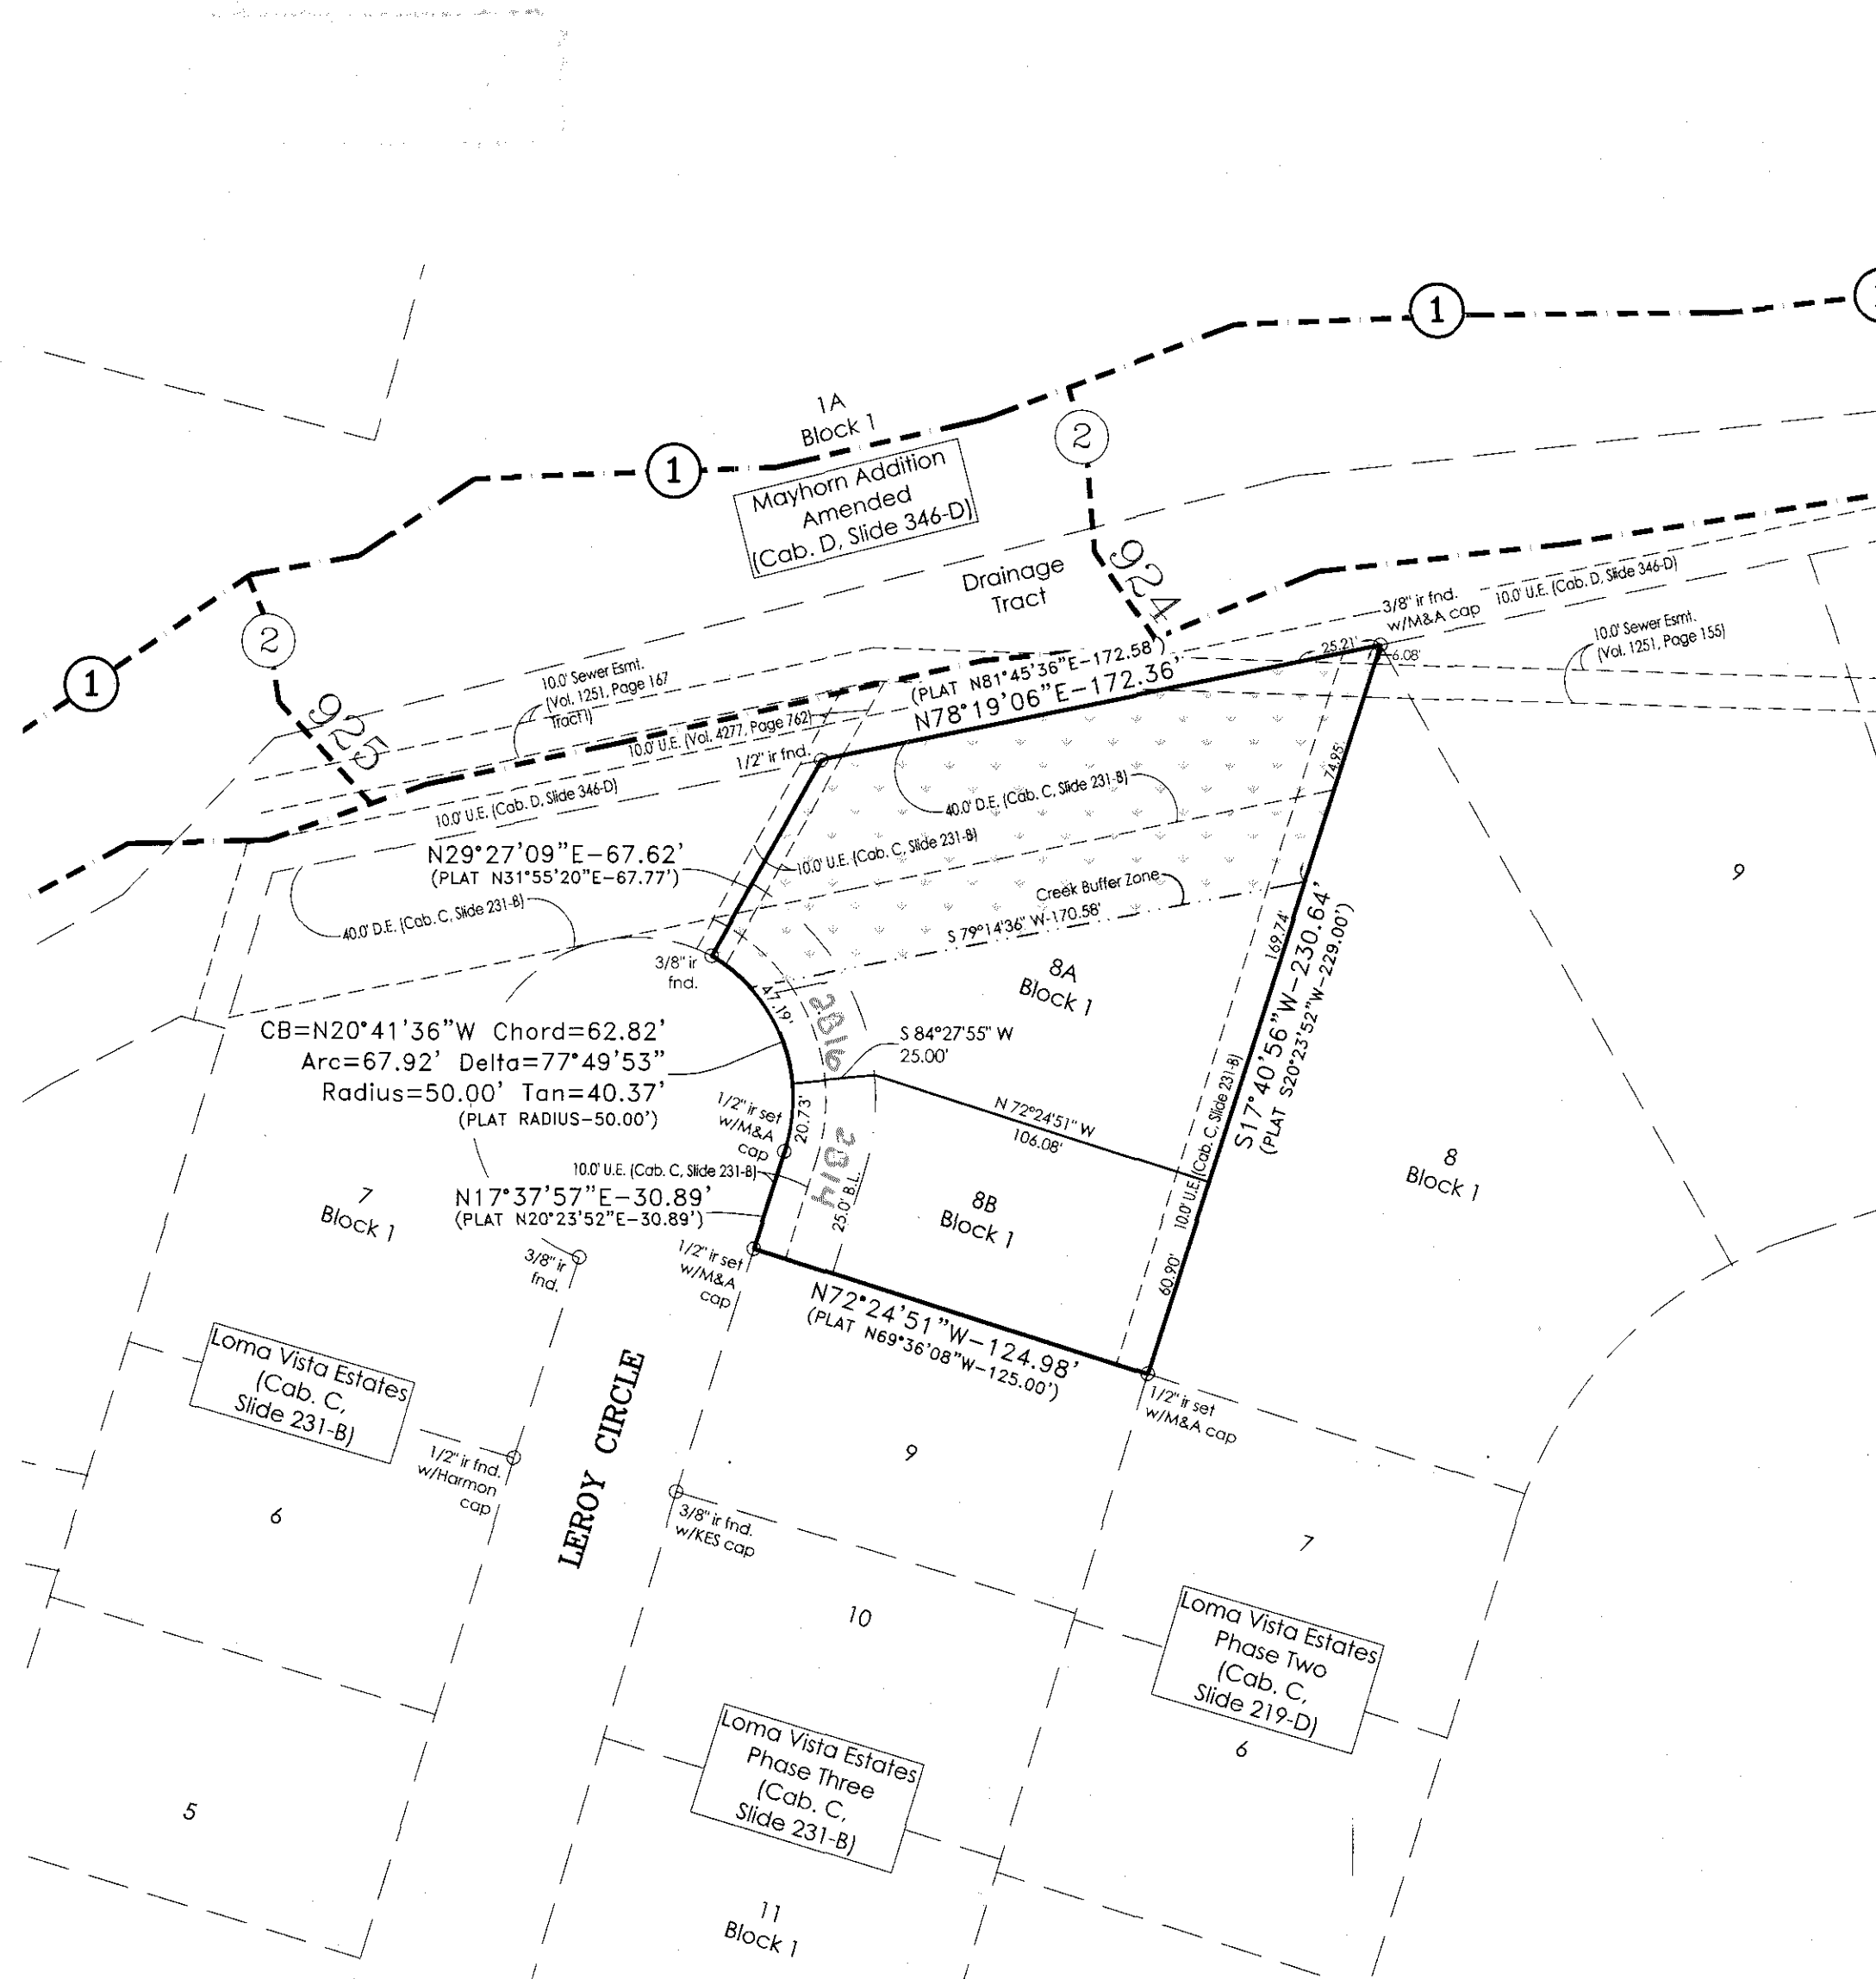 1
1A
Block 1
1
2
Mayhorn Addition
Amended
(Cab. D, Slide 346-D)
Drainage
Tract
924
3/8" ir fnd.
w/M&A cap
10.0' U.E. (Cab. D, Slide 346-D)
10.0' Sewer Esmt.
(Vol. 1251, Page 155)
2
1
925
10.0' Sewer Esmt.
(Vol. 1251, Page 167
Tract I)
(PLAT N81°45'36"E-172.58')
N78°19'06"E-172.36'
25.21'
6.08'
10.0' U.E. (Vol. 4277, Page 762)
1/2" ir fnd.
10.0' U.E. (Cab. D, Slide 346-D)
74.95'
40.0' D.E. (Cab. C, Slide 231-B)
N29°27'09"E-67.62'
(PLAT N31°55'20"E-67.77')
10.0' U.E. (Cab. C, Slide 231-B)
9
40.0' D.E. (Cab. C, Slide 231-B)
Creek Buffer Zone
S 79°14'36" W-170.58'
169.74'
S17°40'56"W-230.64'
(PLAT S20°23'52"W-229.00')
3/8" ir
fnd.
8A
Block 1
47.19'
2816
CB=N20°41'36"W Chord=62.82'
Arc=67.92' Delta=77°49'53"
Radius=50.00' Tan=40.37'
(PLAT RADIUS-50.00')
S 84°27'55" W
25.00'
1/2" ir set
w/M&A
cap
20.73'
N 72°24'51" W
106.08'
10.0' U.E. (Cab. C, Slide 231-B)
2814
10.0' U.E. (Cab. C, Slide 231-B)
N17°37'57"E-30.89'
(PLAT N20°23'52"E-30.89')
25.0' B.L.
8B
Block 1
8
Block 1
7
Block 1
3/8" ir
fnd.
1/2" ir set
w/M&A
cap
60.90'
N72°24'51"W-124.98'
(PLAT N69°36'08"W-125.00')
1/2" ir set
w/M&A cap
Loma Vista Estates
(Cab. C,
Slide 231-B)
LEROY CIRCLE
1/2" ir fnd.
w/Harmon
cap
9
6
3/8" ir fnd.
w/KES cap
7
10
Loma Vista Estates
Phase Two
(Cab. C,
Slide 219-D)
6
Loma Vista Estates
Phase Three
(Cab. C,
Slide 231-B)
5
11
Block 1